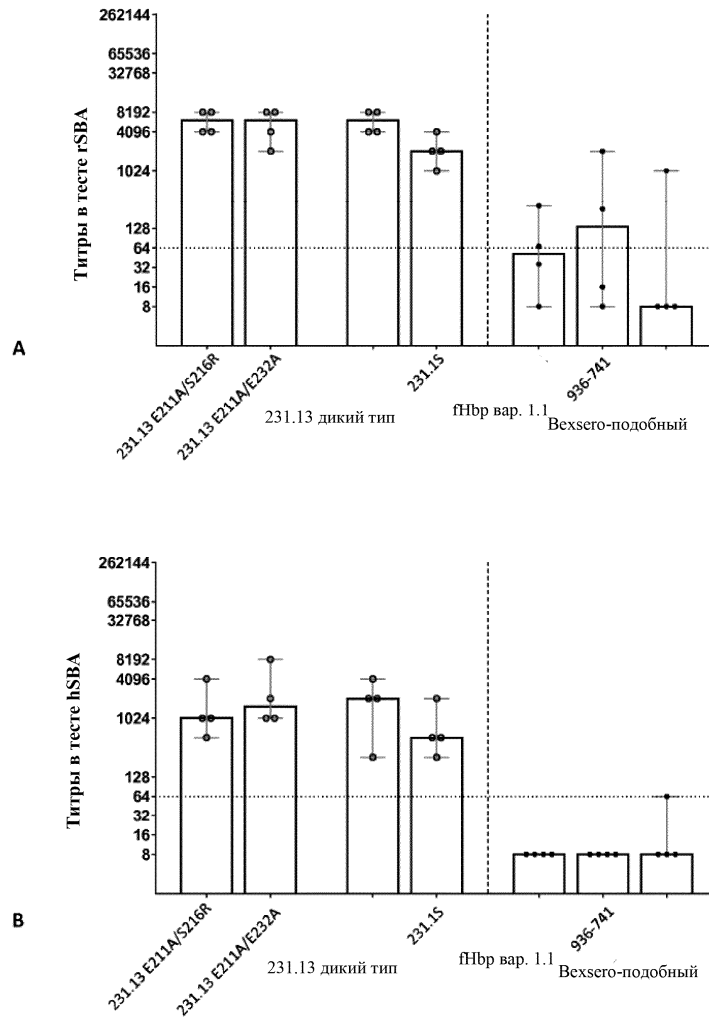 262144
65536
32768
8192
4096
1024
128
64
32
16
8
Титры в тесте rSBA
A
231.13 E211A/S216R
231.13 E211A/E232A
231.13 дикий тип
231.1S
fHbp вар. 1.1
936-741
Bexsero-подобный
262144
65536
32768
8192
4096
1024
128
64
32
16
8
Титры в тесте hSBA
B
231.13 E211A/S216R
231.13 E211A/E232A
231.13 дикий тип
231.1S
fHbp вар. 1.1
936-741
Bexsero-подобный